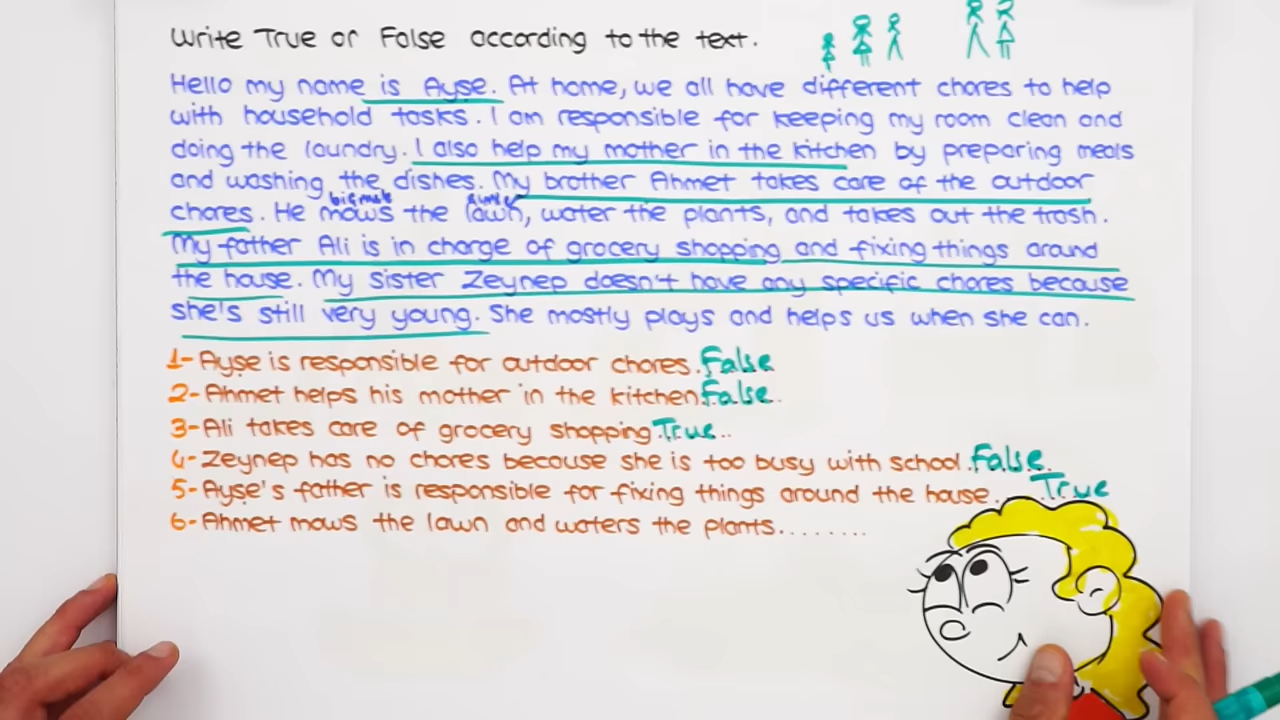 Write True or False according to the text.
Hello my name is Ayşe. At home, we all have different chores to help
with household tasks. I am responsible for keeping my room clean and
doing the laundry. I also help my mother in the kitchen by preparing meals
and washing the dishes. My brother Ahmet takes care of the outdoor
chores. He mows the lawn, water the plants, and takes out the trash.
My father Ali is in charge of grocery shopping and fixing things around
the house. My sister Zeynep doesn't have any specific chores because
she's still very young. She mostly plays and helps us when she can.
1- Ayşe is responsible for outdoor chores. False
2- Ahmet helps his mother in the kitchen. False.
3- Ali takes care of grocery shopping. True..
4- Zeynep has no chores because she is too busy with school. False.
5- Ayşe's father is responsible for fixing things around the house.... True
6- Ahmet mows the lawn and waters the plants.........